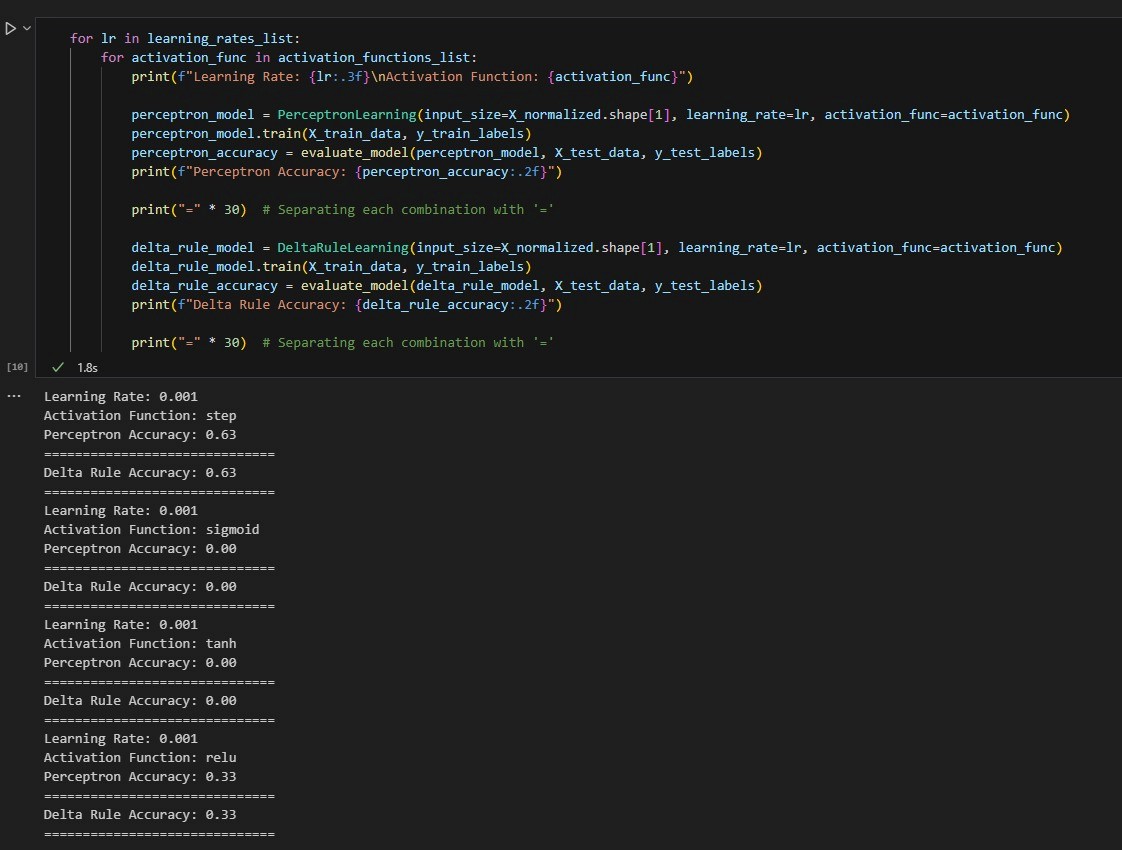 for lr in learning_rates_list:
for activation_func in activation_functions_list:
print(f"Learning Rate: {lr:.3f}\nActivation Function: {activation_func}")
perceptron_model = PerceptronLearning(input_size=X_normalized.shape[1], learning_rate=lr, activation_func=activation_func)
perceptron_model.train(X_train_data, y_train_labels)
perceptron_accuracy = evaluate_model(perceptron_model, X_test_data, y_test_labels)
print(f"Perceptron Accuracy: {perceptron_accuracy:.2f}")
print("=" * 30)  # Separating each combination with '='
delta_rule_model = DeltaRuleLearning(input_size=X_normalized.shape[1], learning_rate=lr, activation_func=activation_func)
delta_rule_model.train(X_train_data, y_train_labels)
delta_rule_accuracy = evaluate_model(delta_rule_model, X_test_data, y_test_labels)
print(f"Delta Rule Accuracy: {delta_rule_accuracy:.2f}")
print("=" * 30)  # Separating each combination with '='
[10] ✓ 1.8s
... Learning Rate: 0.001
Activation Function: step
Perceptron Accuracy: 0.63
==============================
Delta Rule Accuracy: 0.63
==============================
Learning Rate: 0.001
Activation Function: sigmoid
Perceptron Accuracy: 0.00
==============================
Delta Rule Accuracy: 0.00
==============================
Learning Rate: 0.001
Activation Function: tanh
Perceptron Accuracy: 0.00
==============================
Delta Rule Accuracy: 0.00
==============================
Learning Rate: 0.001
Activation Function: relu
Perceptron Accuracy: 0.33
==============================
Delta Rule Accuracy: 0.33
==============================